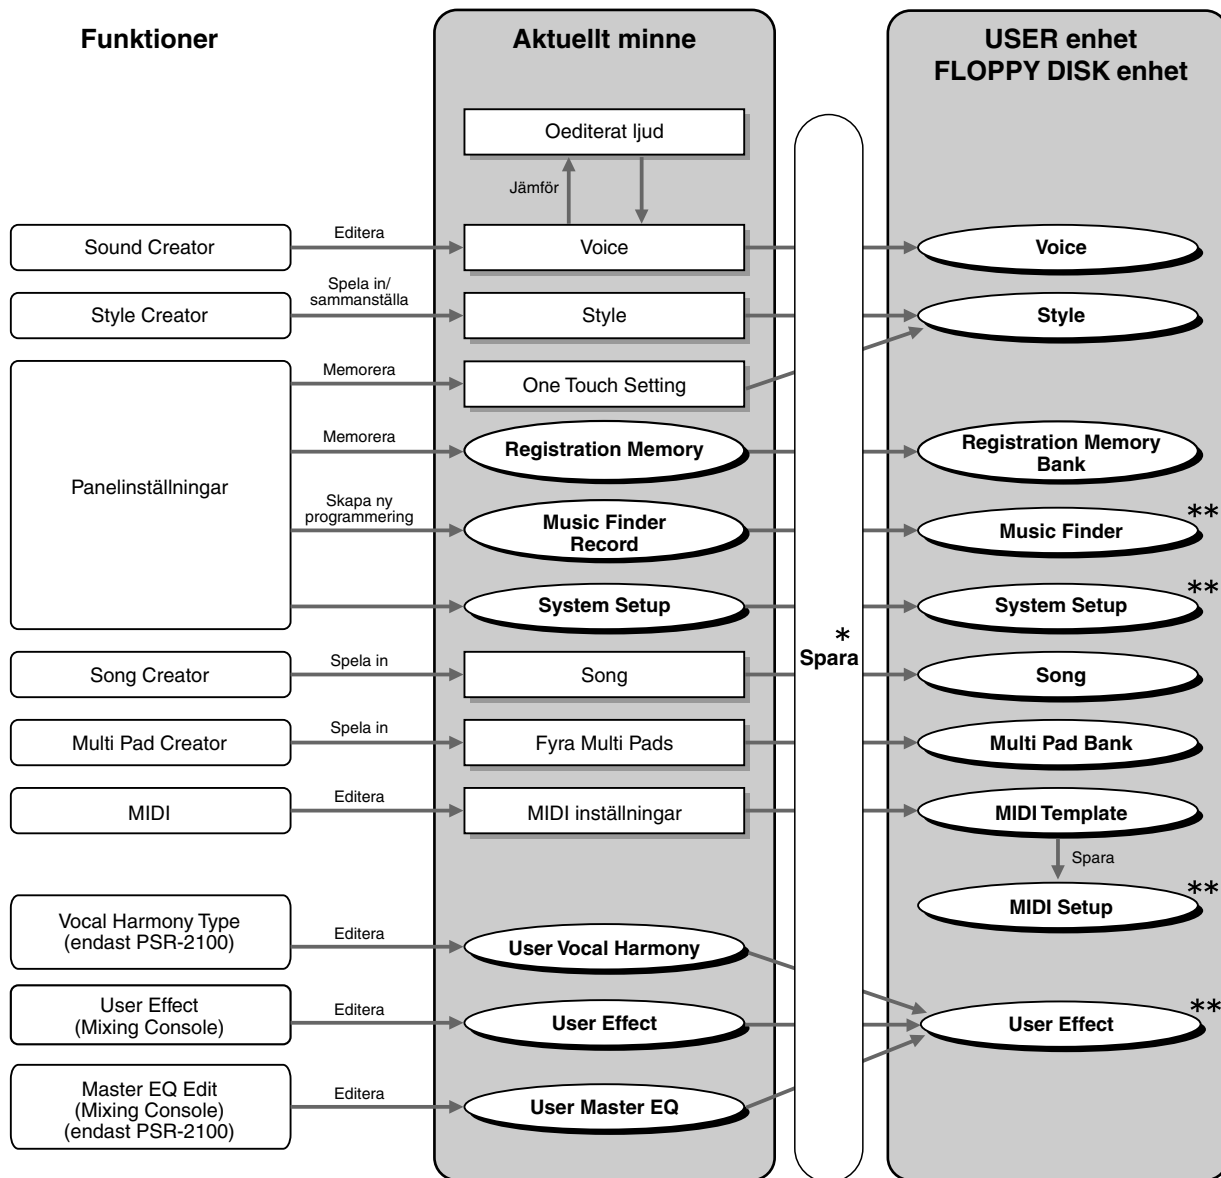 Funktioner
Aktuellt minne
USER enhet
FLOPPY DISK enhet
Oediterat ljud
Jämför
Sound Creator
Editera
Voice
Voice
Style Creator
Spela in/
sammanställa
Style
Style
Panelinställningar
Memorera
One Touch Setting
Memorera
Registration Memory
Registration Memory
Bank
Skapa ny
programmering
Music Finder
Record
Music Finder
**
System Setup
System Setup
**
*
Spara
Song Creator
Spela in
Song
Song
Multi Pad Creator
Spela in
Fyra Multi Pads
Multi Pad Bank
MIDI
Editera
MIDI inställningar
MIDI Template
Spara
MIDI Setup
**
Vocal Harmony Type
(endast PSR-2100)
Editera
User Vocal Harmony
User Effect
(Mixing Console)
Editera
User Effect
User Effect
**
Master EQ Edit
(Mixing Console)
(endast PSR-2100)
Editera
User Master EQ